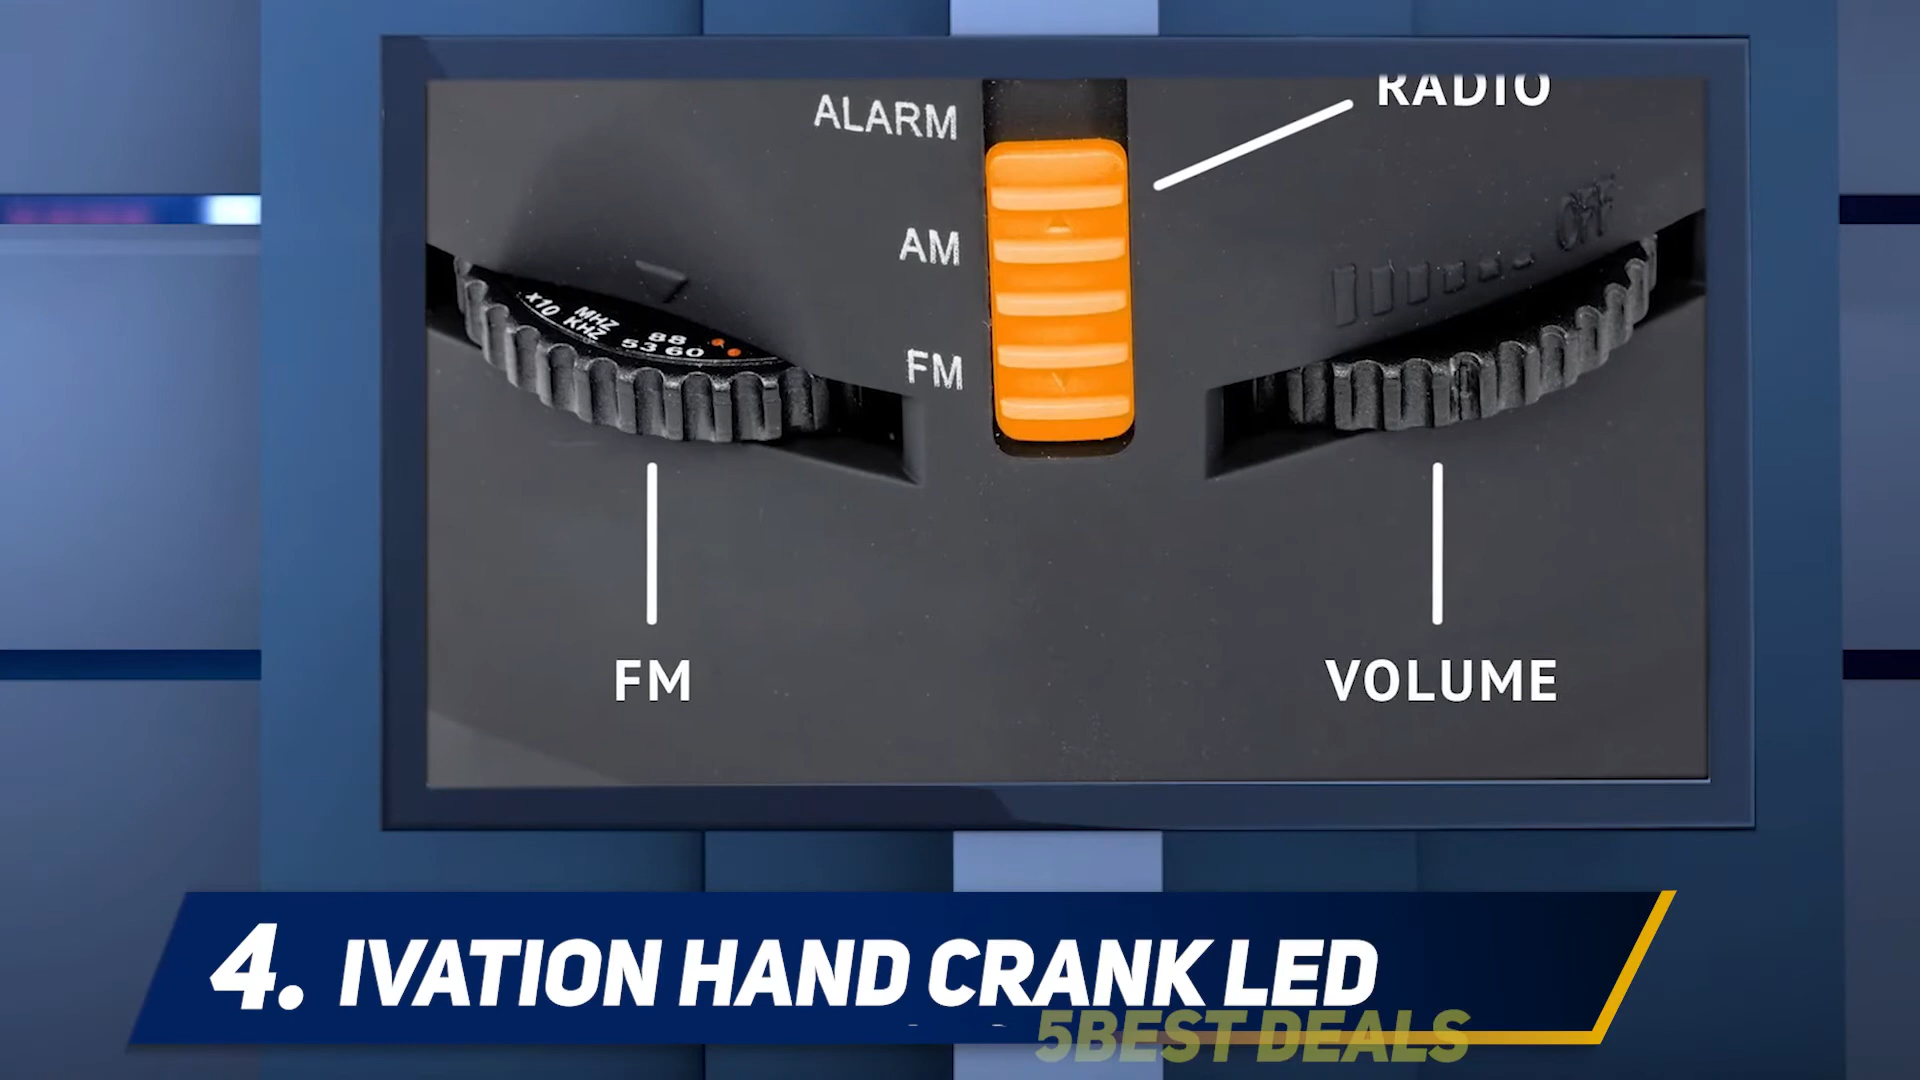 RADIO
ALARM
AM
FM
OFF
x10
MHZ
KHZ
88
53 60
FM
VOLUME
4. IVATION HAND CRANK LED
5BEST DEALS